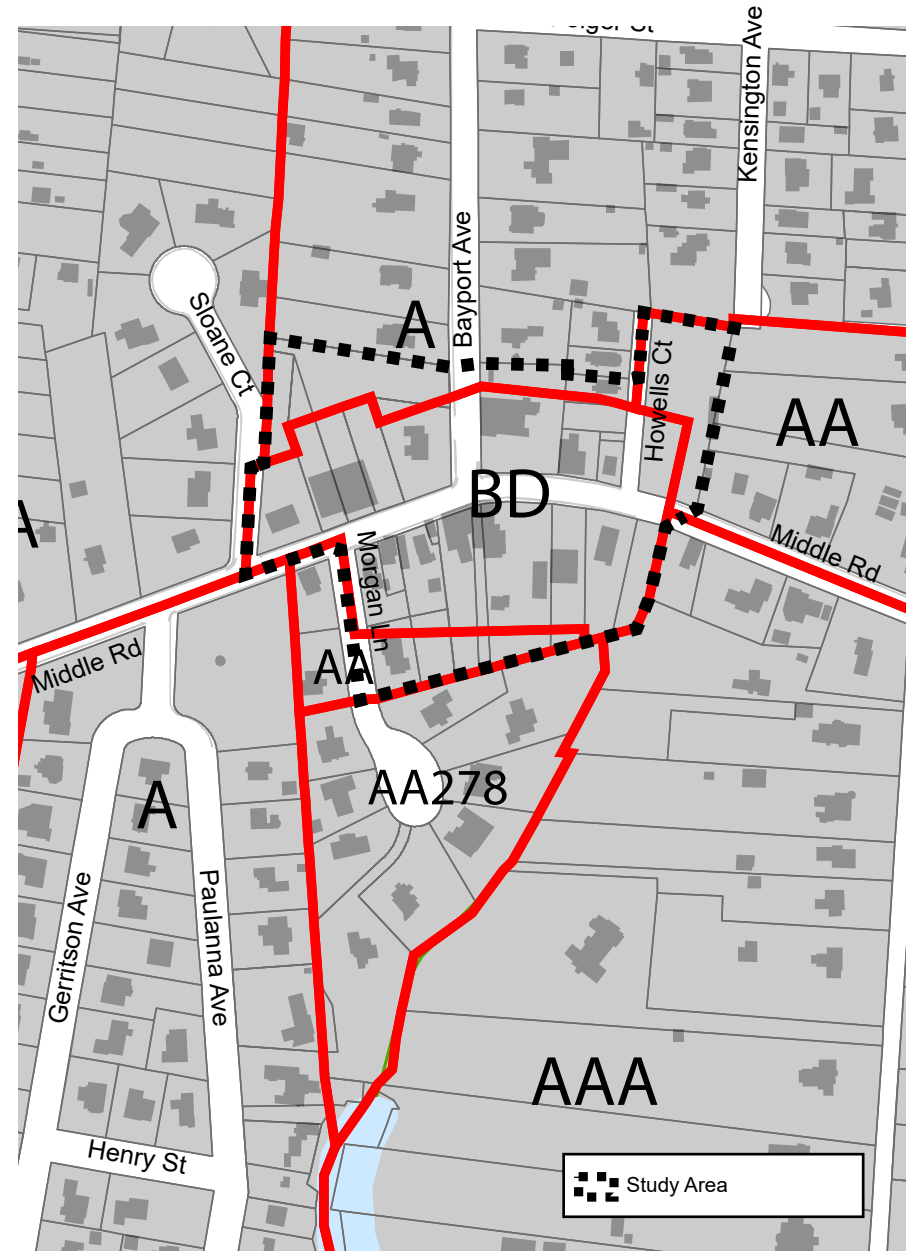 Kensington Ave
Bayport Ave
A
Sloane Ct
Howells Ct
AA
BD
A
Middle Rd
Morgan Ln
Middle Rd
AA
AA278
A
Gerritson Ave
Paulanna Ave
AAA
Henry St
Study Area